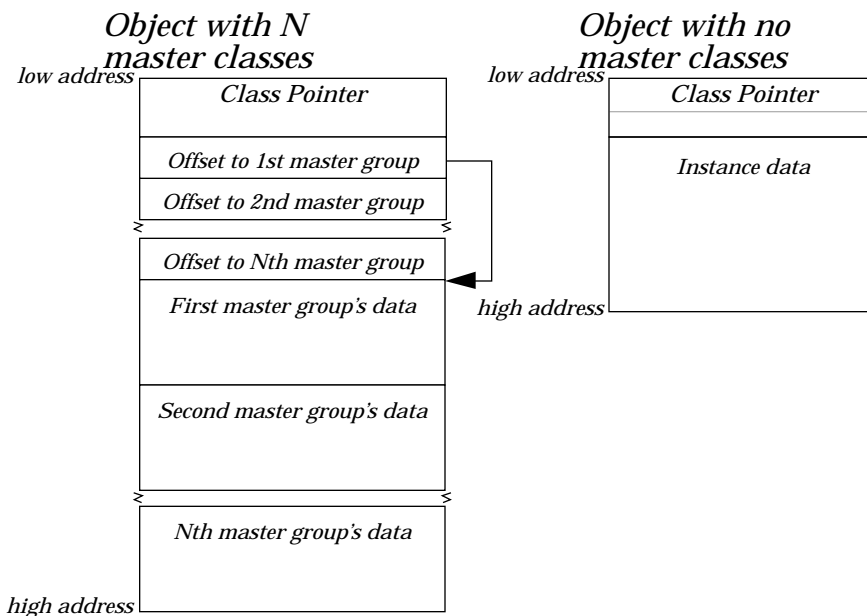 Object with N
master classes
low address
Class Pointer
Offset to 1st master group
Offset to 2nd master group
Offset to Nth master group
First master group's data
Second master group's data
Nth master group's data
high address
Object with no
master classes
low address
Class Pointer
Instance data
high address